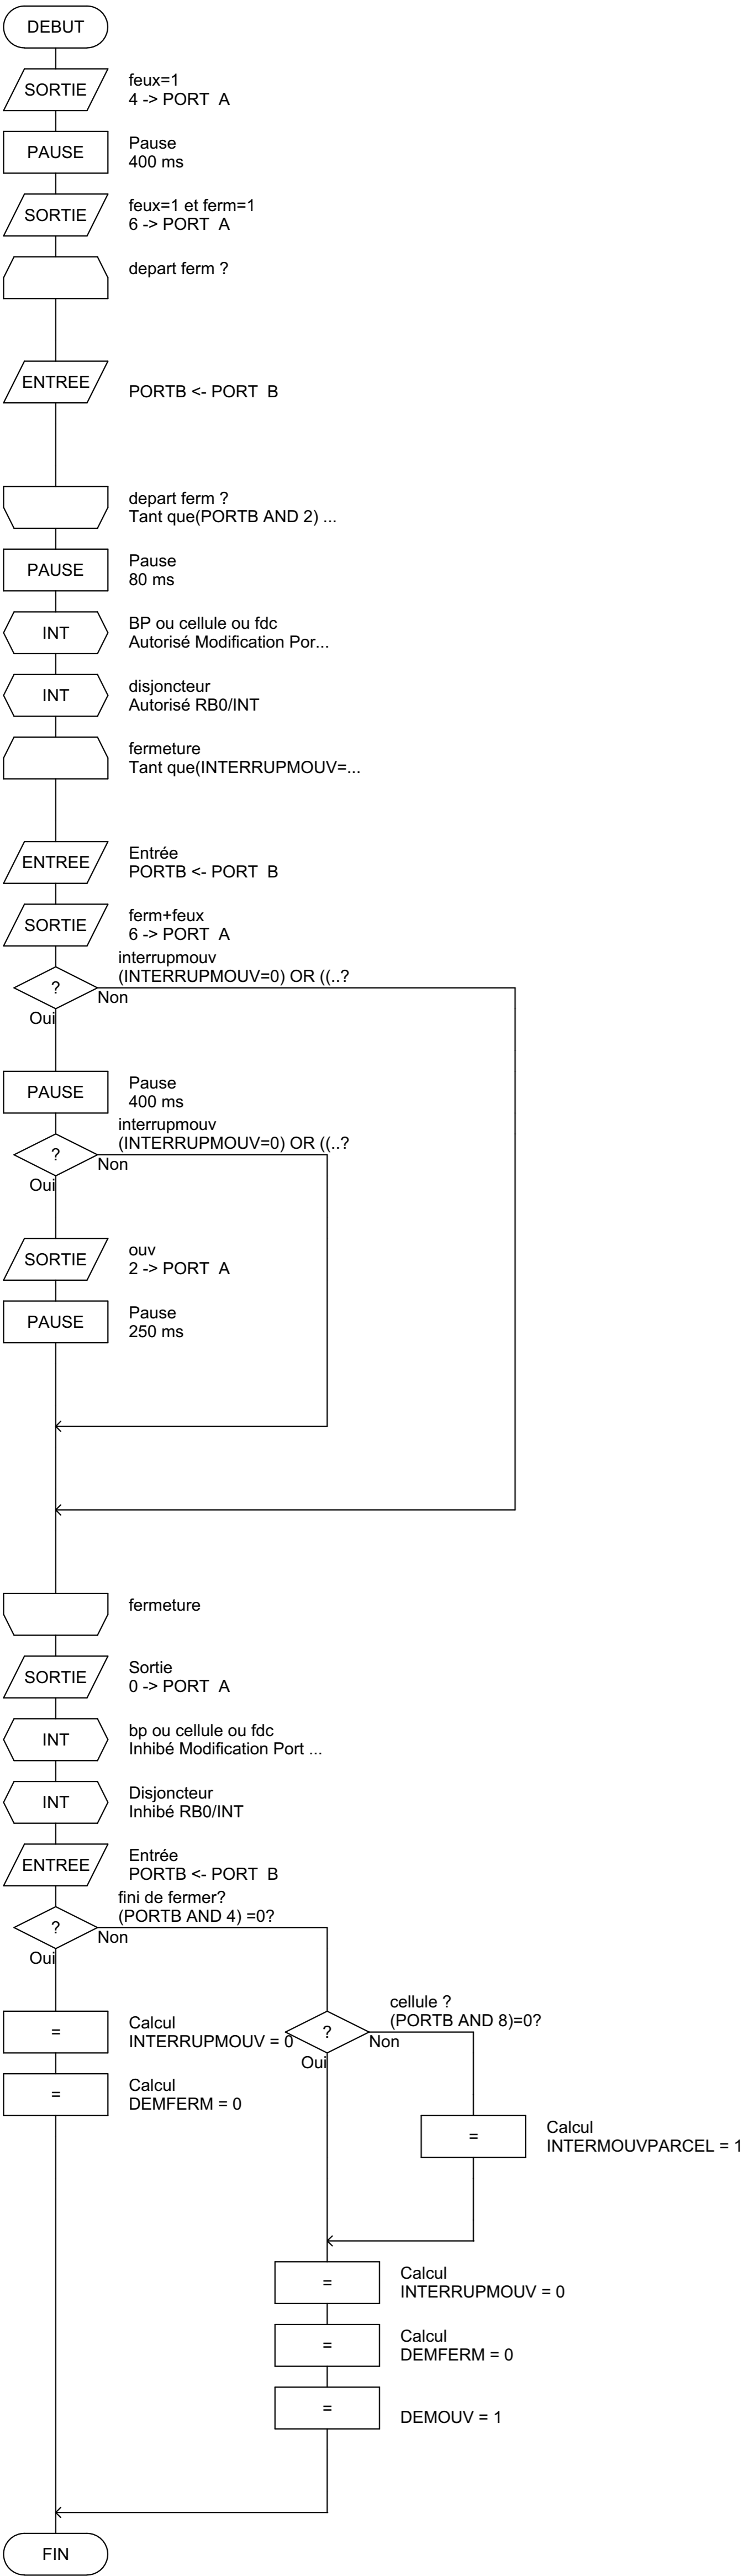 DEBUT
SORTIE
feux=1
4 -> PORT A
PAUSE
Pause
400 ms
SORTIE
feux=1 et ferm=1
6 -> PORT A
depart ferm ?
ENTREE
PORTB <- PORT B
depart ferm ?
Tant que(PORTB AND 2) ...
PAUSE
Pause
80 ms
INT
BP ou cellule ou fdc
Autorisé Modification Por...
INT
disjoncteur
Autorisé RB0/INT
fermeture
Tant que(INTERRUPMOUV=...
ENTREE
Entrée
PORTB <- PORT B
SORTIE
ferm+feux
6 -> PORT A
interrupmouv
(INTERRUPMOUV=0) OR ((..?
?
Non
Oui
PAUSE
Pause
400 ms
interrupmouv
(INTERRUPMOUV=0) OR ((..?
?
Non
Oui
SORTIE
ouv
2 -> PORT A
PAUSE
Pause
250 ms
fermeture
SORTIE
Sortie
0 -> PORT A
INT
bp ou cellule ou fdc
Inhibé Modification Port ...
INT
Disjoncteur
Inhibé RB0/INT
ENTREE
Entrée
PORTB <- PORT B
fini de fermer?
(PORTB AND 4) =0?
?
Non
Oui
cellule ?
(PORTB AND 8)=0?
?
Non
Oui
=
Calcul
INTERRUPMOUV = 0
=
Calcul
DEMFERM = 0
=
Calcul
INTERMOUVPARCEL = 1
=
Calcul
INTERRUPMOUV = 0
=
Calcul
DEMFERM = 0
=
DEMOUV = 1
FIN